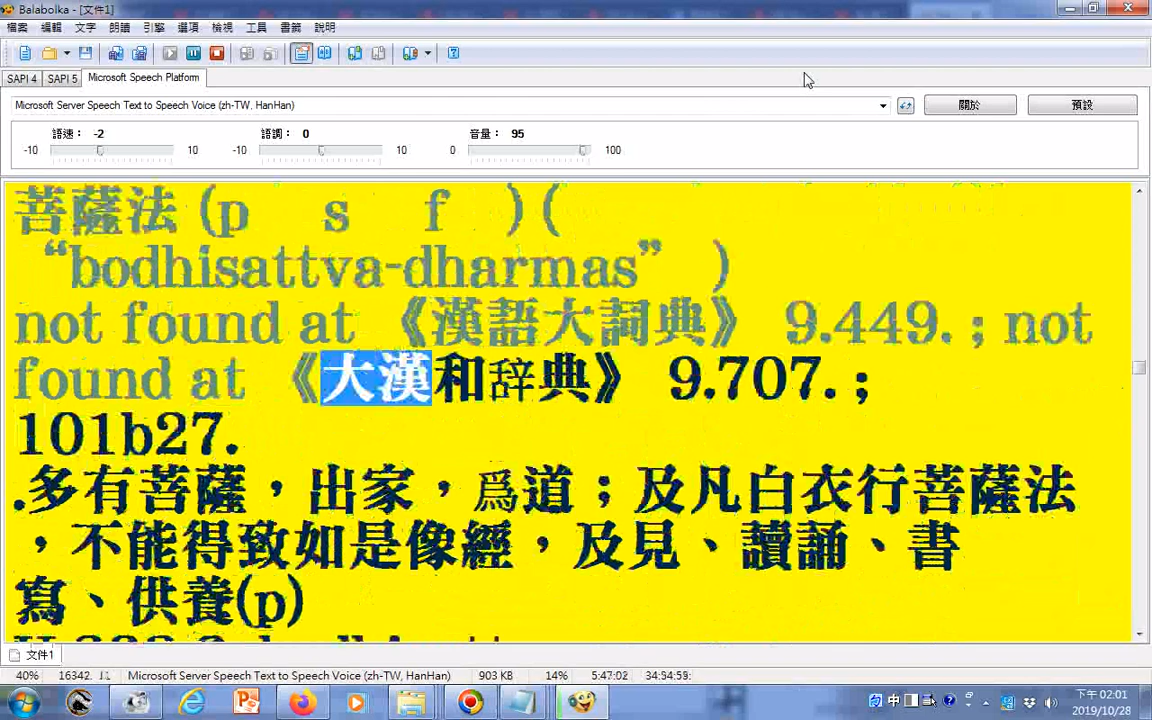 Balabolka - [文件1]
檔案 編輯 文字 朗讀 引擎 選項 檢視 工具 書籤 說明
SAPI 4 SAPI 5 Microsoft Speech Platform
Microsoft Server Speech Text to Speech Voice (zh-TW, HanHan) 關於 預設
語速： -2 語調： 0 音量： 95
-10 10 -10 10 0 100
菩薩法 (p s f )(
“bodhisattva-dharmas” )
not found at 《漢語大詞典》 9.449. ; not
found at 《大漢和辞典》 9.707. ;
101b27.
.多有菩薩，出家，爲道；及凡白衣行菩薩法
，不能得致如是像經，及見、讀誦、書
寫、供養(p)
文件1
40% 16342: Microsoft Server Speech Text to Speech Voice (zh-TW, HanHan) 903 KB 14% 5:47:02 34:54:58
中
下午 02:01
2019/10/28